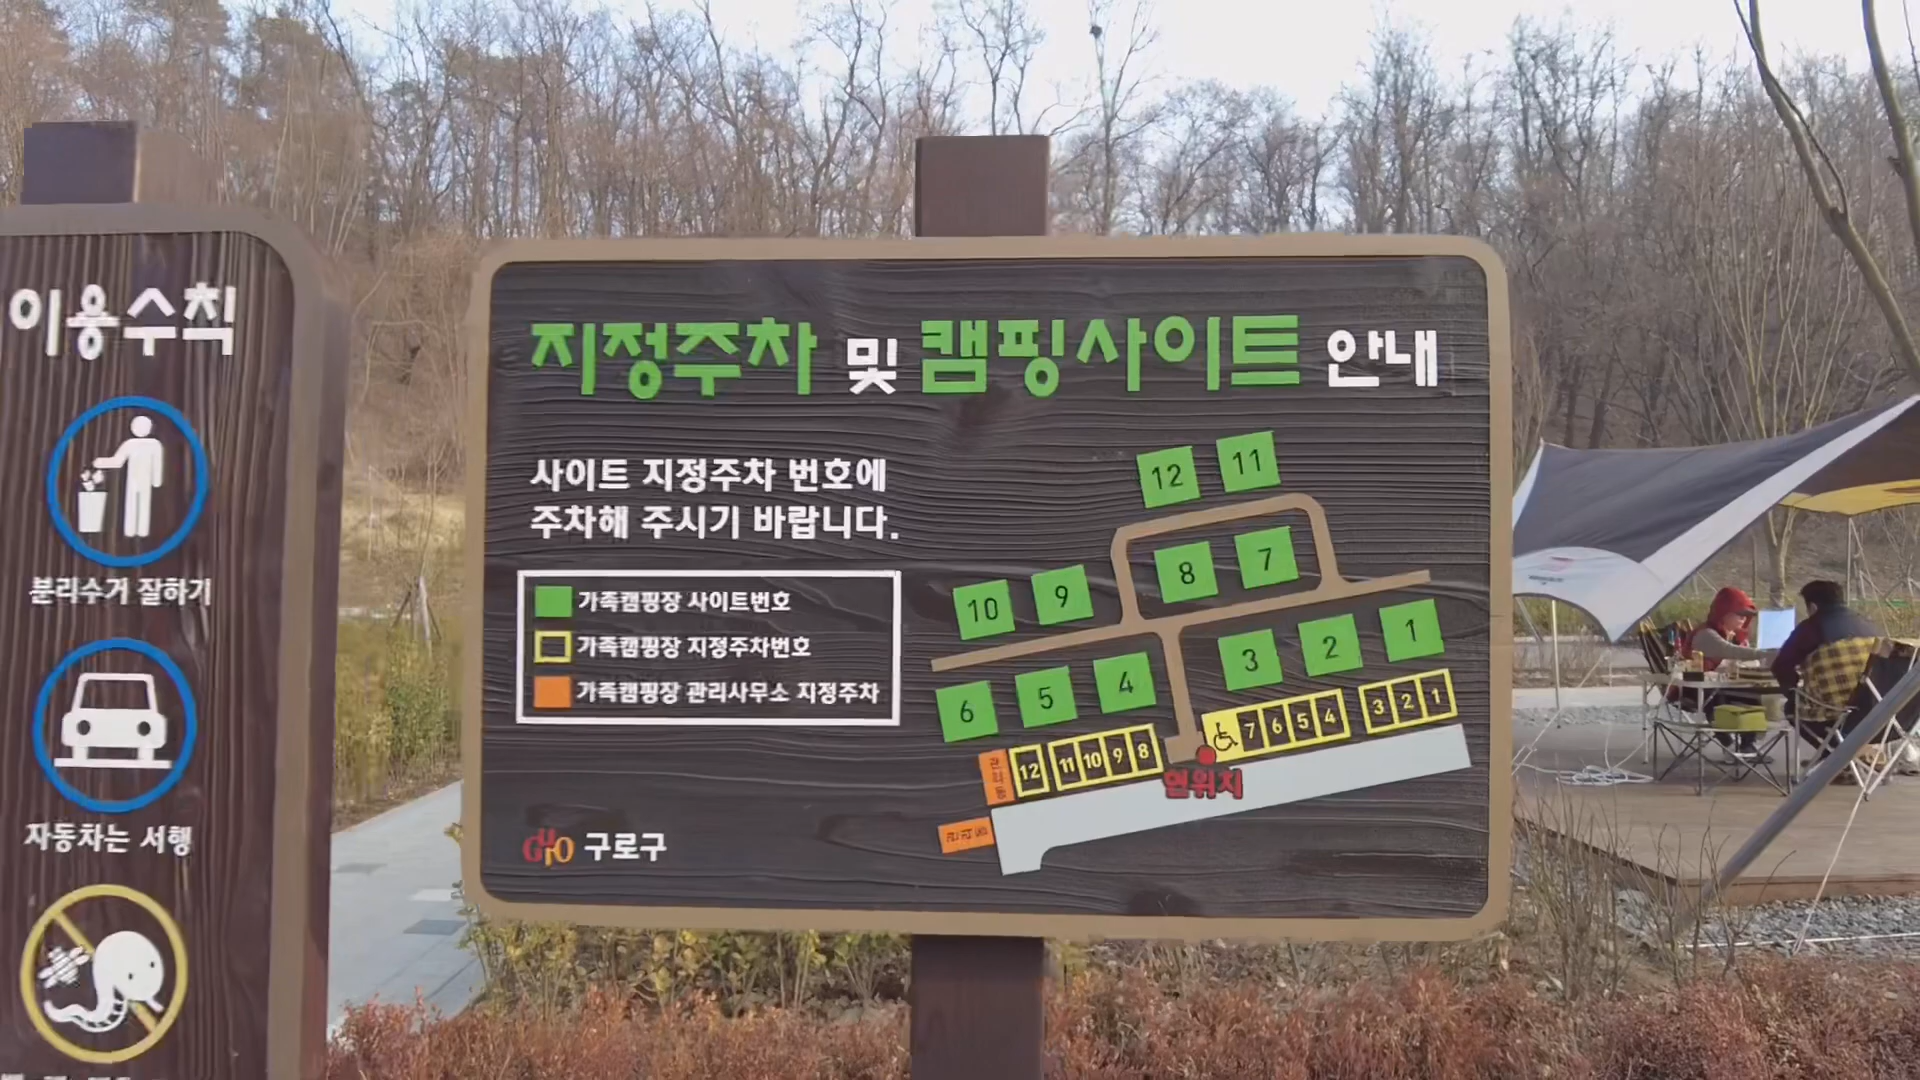 이용수칙
분리수거 잘하기
자동차는 서행
지정주차 및 캠핑사이트 안내
사이트 지정주차 번호에
주차해 주시기 바랍니다.
가족캠핑장 사이트번호
가족캠핑장 지정주차번호
가족캠핑장 관리사무소 지정주차
12 11
8 7
10 9
3 2 1
6 5 4
7 6 5 4 3 2 1
관리동 12 11 10 9 8
현위치
구로구